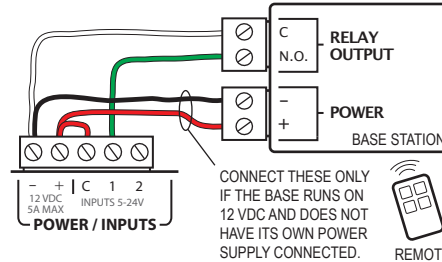 C
N.O.
RELAY
OUTPUT
–
+
POWER
BASE STATION
– + C 1 2
12 VDC
5A MAX
INPUTS 5-24V
POWER / INPUTS
CONNECT THESE ONLY
IF THE BASE RUNS ON
12 VDC AND DOES NOT
HAVE ITS OWN POWER
SUPPLY CONNECTED.
REMOT